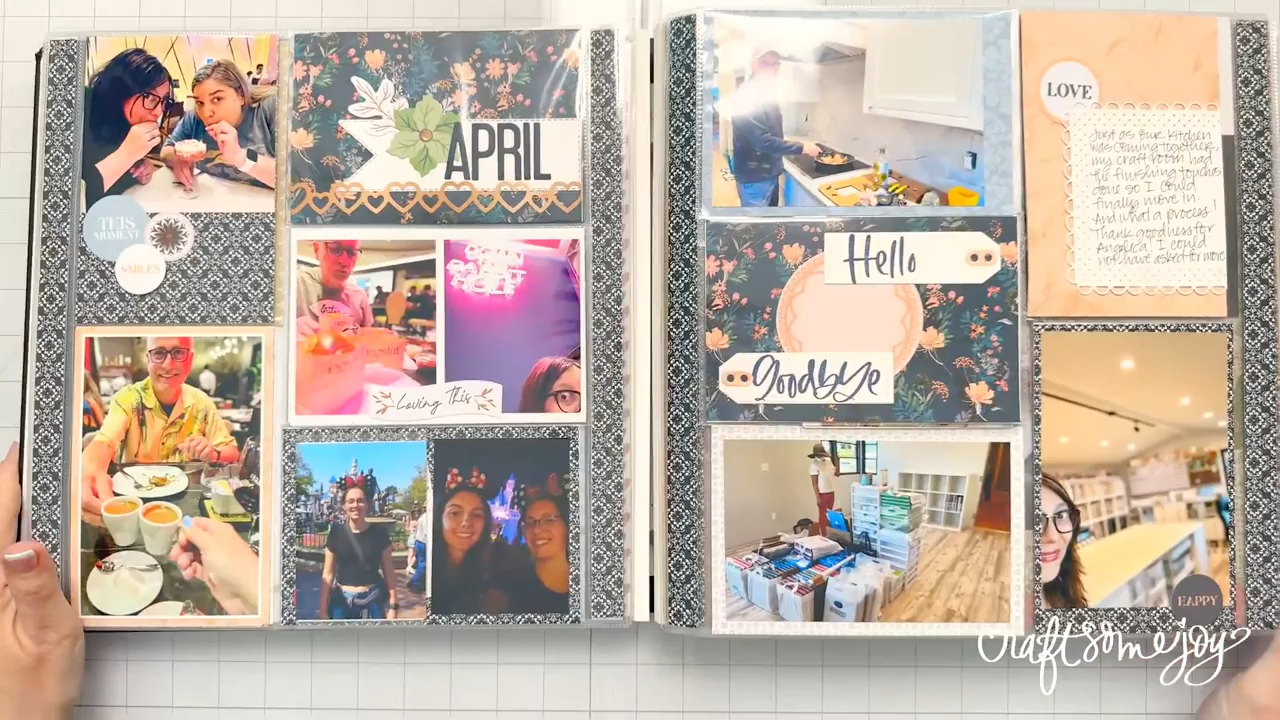 APRIL
THIS
MOMENT
SMILES
Loving This
LOVE
Just as our kitchen
was coming together,
my craft room had
the finishing touches
done so I could
finally move in.
And what a process!
Thank goodness for
Angelica! I could
not have asked for more
Hello
goodbye
HAPPY
craftsomejoy